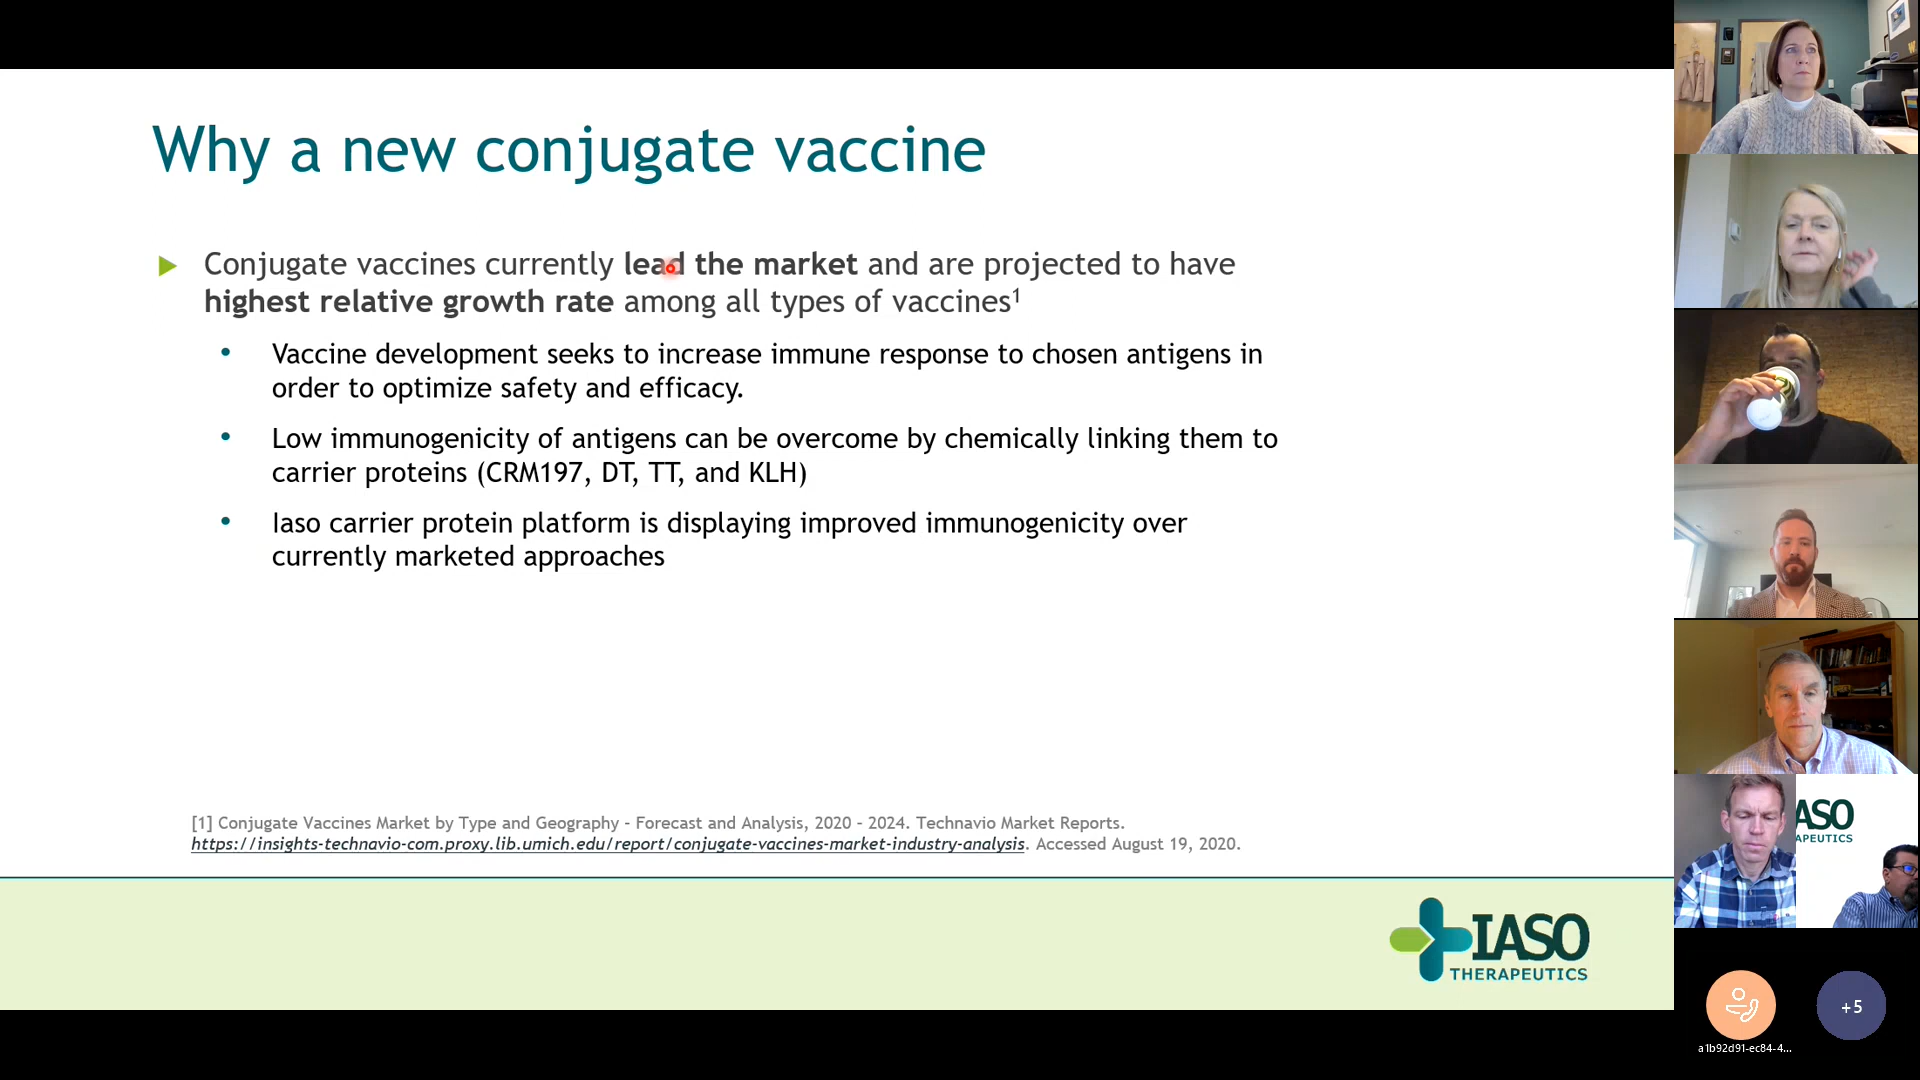 Why a new conjugate vaccine
Conjugate vaccines currently lead the market and are projected to have
highest relative growth rate among all types of vaccines1
Vaccine development seeks to increase immune response to chosen antigens in
order to optimize safety and efficacy.
Low immunogenicity of antigens can be overcome by chemically linking them to
carrier proteins (CRM197, DT, TT, and KLH)
Iaso carrier protein platform is displaying improved immunogenicity over
currently marketed approaches
[1] Conjugate Vaccines Market by Type and Geography - Forecast and Analysis, 2020 - 2024. Technavio Market Reports.
https://insights-technavio-com.proxy.lib.umich.edu/report/conjugate-vaccines-market-industry-analysis. Accessed August 19, 2020.
IASO
THERAPEUTICS
IASO
APEUTICS
+5
a1b92d91-ec84-4...